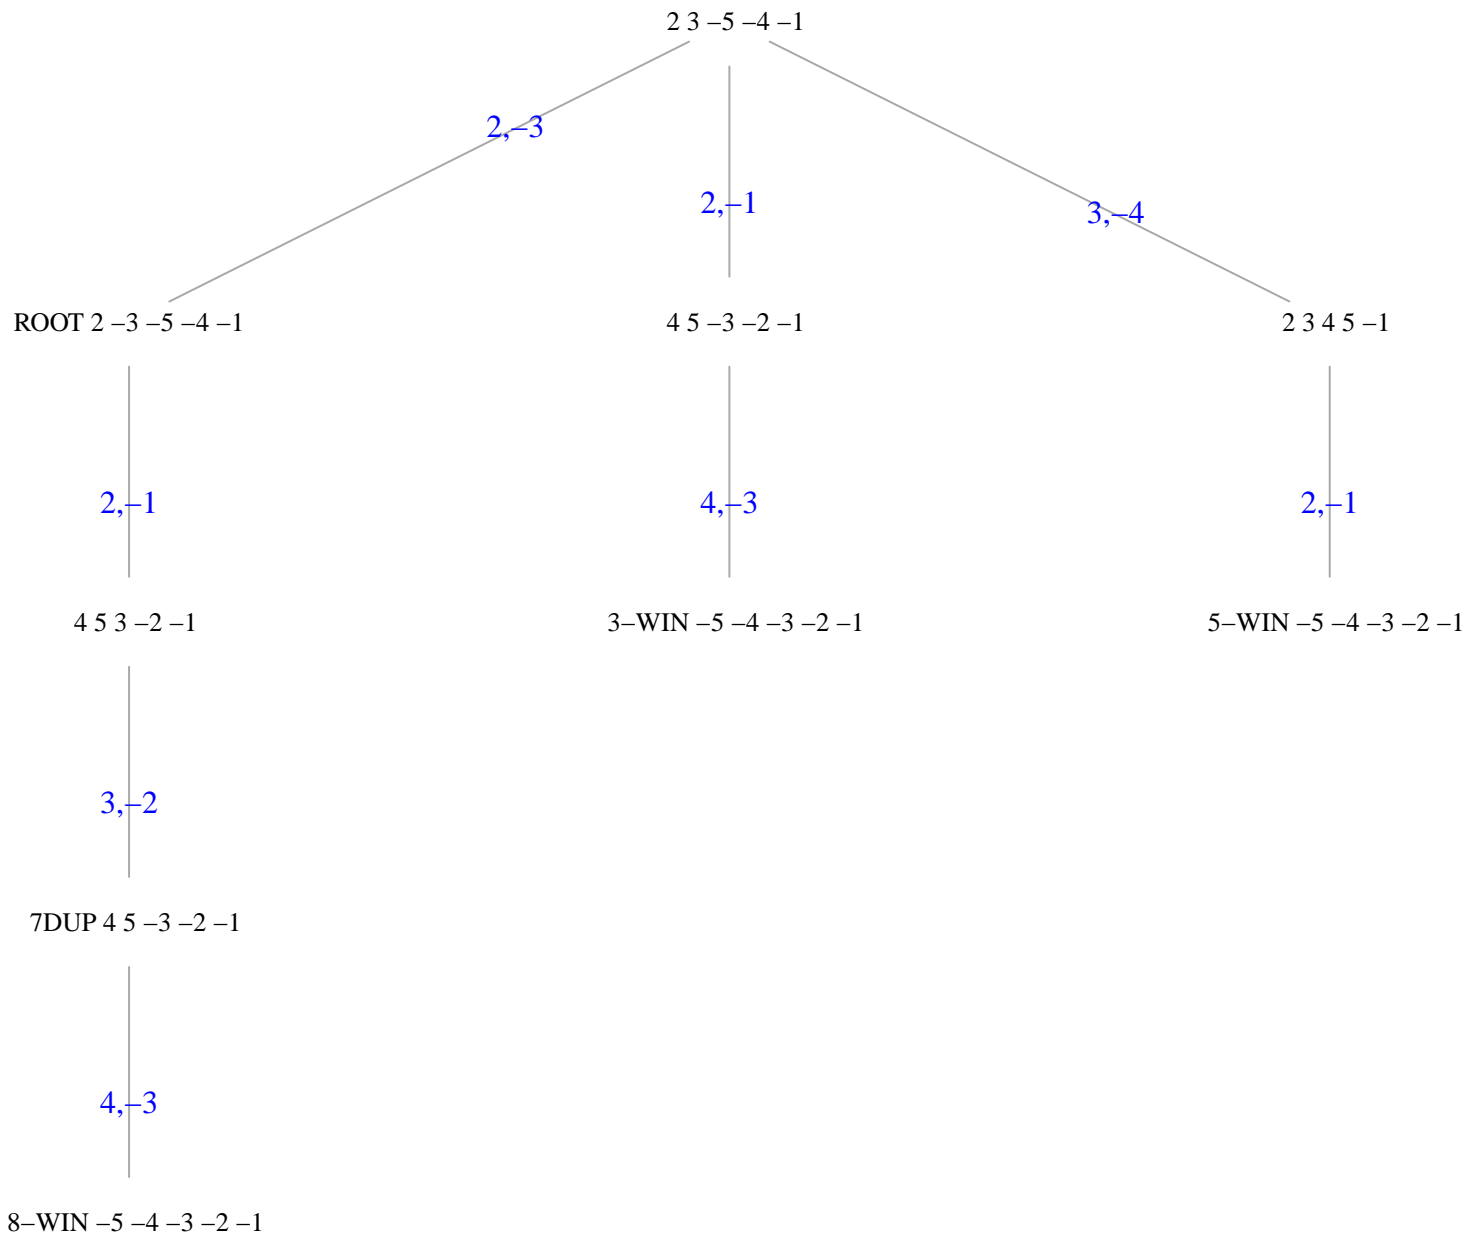 2 3 –5 –4 –1
2,–3
2,–1
3,–4
ROOT 2 –3 –5 –4 –1
4 5 –3 –2 –1
2 3 4 5 –1
2,–1
4,–3
2,–1
4 5 3 –2 –1
3–WIN –5 –4 –3 –2 –1
5–WIN –5 –4 –3 –2 –1
3,–2
7DUP 4 5 –3 –2 –1
4,–3
8–WIN –5 –4 –3 –2 –1